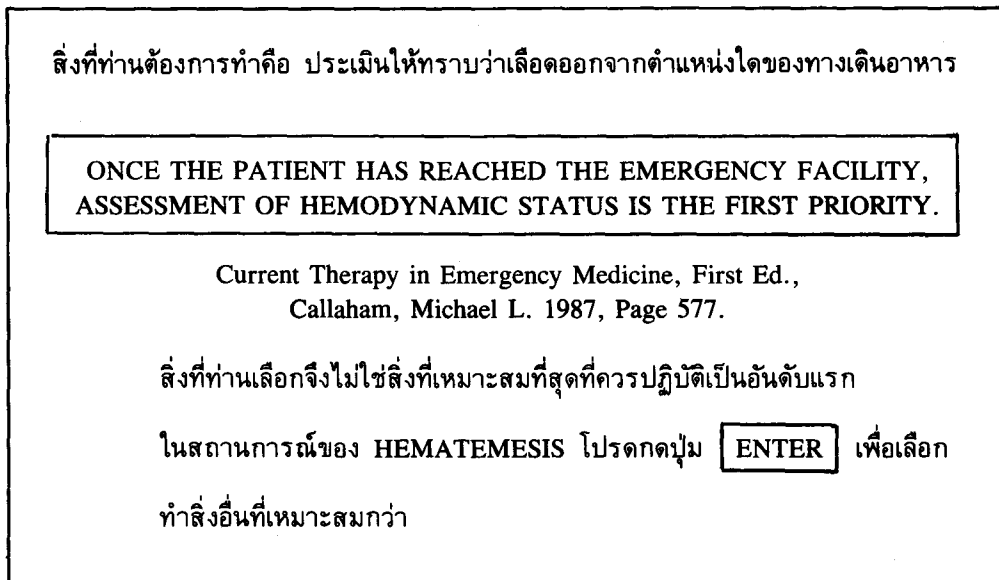 สิ่งที่ท่านต้องการทำคือ ประเมินให้ทราบว่าเลือดออกจากตำแหน่งใดของทางเดินอาหาร
ONCE THE PATIENT HAS REACHED THE EMERGENCY FACILITY,
ASSESSMENT OF HEMODYNAMIC STATUS IS THE FIRST PRIORITY.
Current Therapy in Emergency Medicine, First Ed.,
Callaham, Michael L. 1987, Page 577.
สิ่งที่ท่านเลือกจึงไม่ใช่สิ่งที่เหมาะสมที่สุดที่ควรปฏิบัติเป็นอันดับแรก
ในสถานการณ์ของ HEMATEMESIS โปรดกดปุ่ม ENTER เพื่อเลือก
ทำสิ่งอื่นที่เหมาะสมกว่า